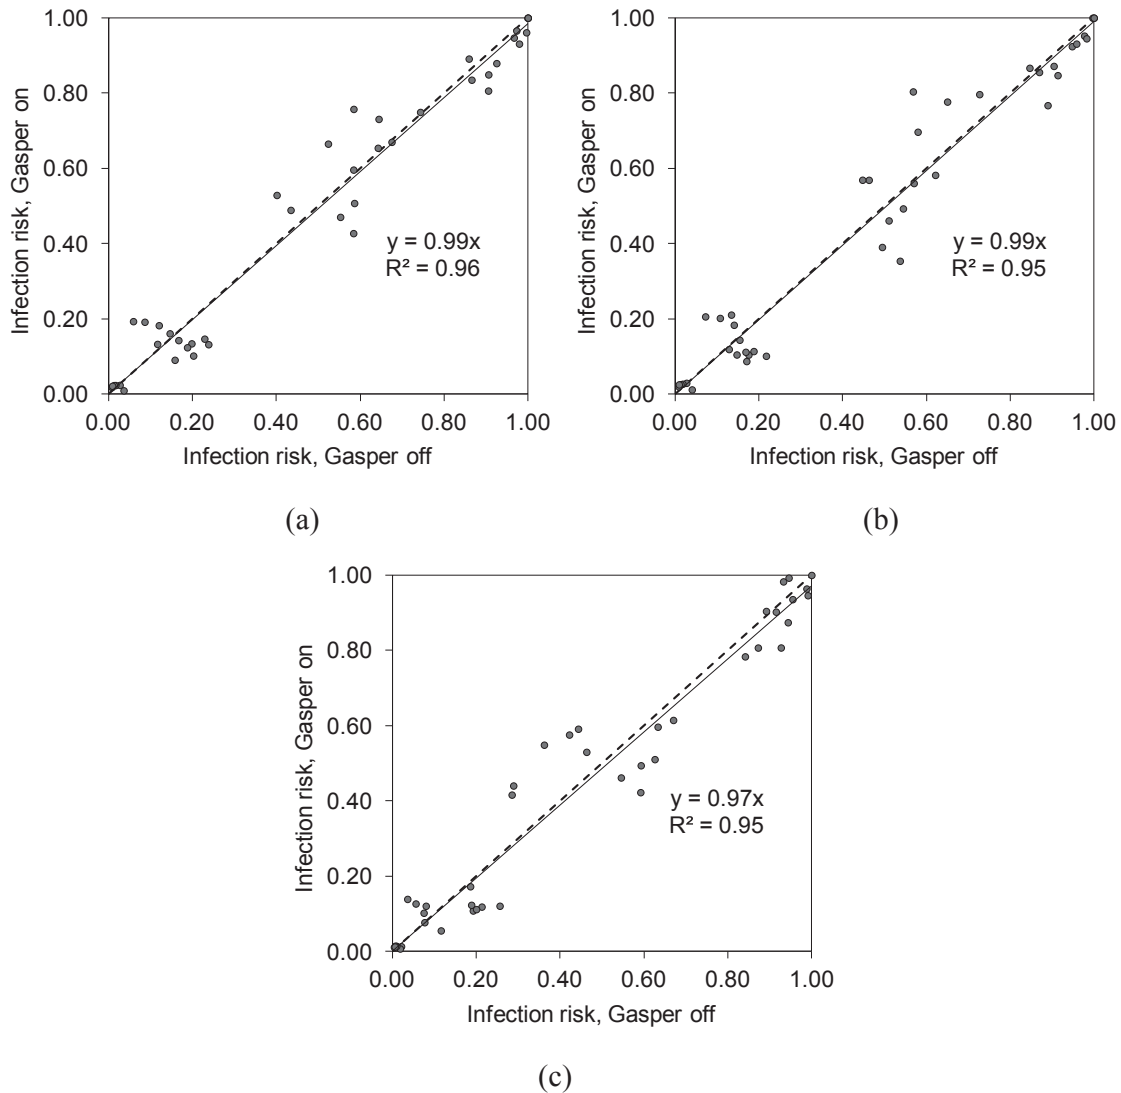 1.00
0.80
0.60
0.40
0.20
0.00
Infection risk, Gasper on
y = 0.99x
R² = 0.96
0.00 0.20 0.40 0.60 0.80 1.00
Infection risk, Gasper off
(a)
1.00
0.80
0.60
0.40
0.20
0.00
Infection risk, Gasper on
y = 0.99x
R² = 0.95
0.00 0.20 0.40 0.60 0.80 1.00
Infection risk, Gasper off
(b)
1.00
0.80
0.60
0.40
0.20
0.00
Infection risk, Gasper on
y = 0.97x
R² = 0.95
0.00 0.20 0.40 0.60 0.80 1.00
Infection risk, Gasper off
(c)